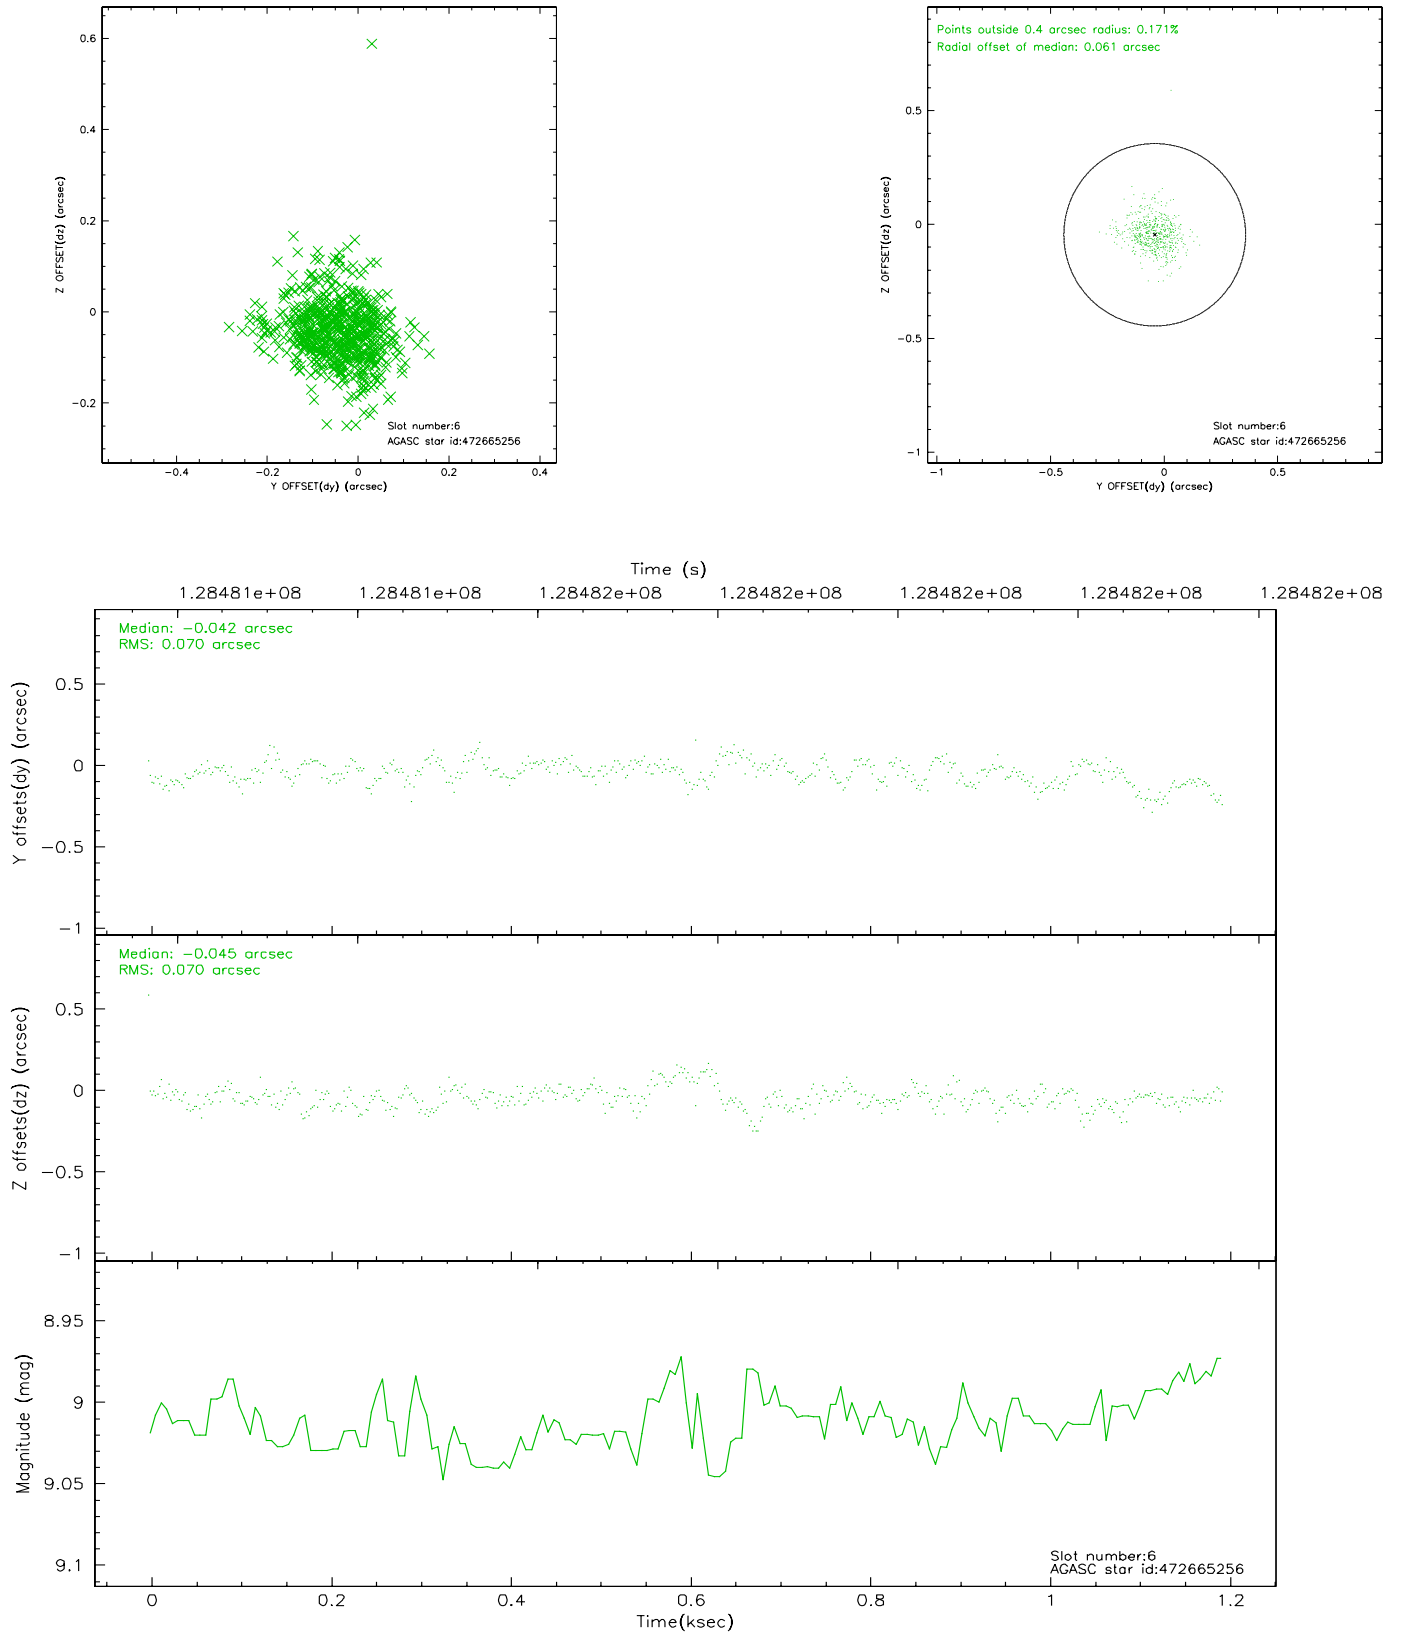 0.6
0.4
0.2
0
−0.2
Z OFFSET(dz) (arcsec)
Slot number:6
AGASC star id:472665256
−0.4 −0.2 0 0.2 0.4
Y OFFSET(dy) (arcsec)
Points outside 0.4 arcsec radius: 0.171%
Radial offset of median: 0.061 arcsec
0.5
0
−0.5
−1
Z OFFSET(dz) (arcsec)
Slot number:6
AGASC star id:472665256
−1 −0.5 0 0.5
Y OFFSET(dy) (arcsec)
Time (s)
1.28481e+08 1.28481e+08 1.28482e+08 1.28482e+08 1.28482e+08 1.28482e+08 1.28482e+08
Median: −0.042 arcsec
RMS: 0.070 arcsec
0.5
0
−0.5
−1
Y offsets(dy) (arcsec)
Median: −0.045 arcsec
RMS: 0.070 arcsec
0.5
0
−0.5
−1
Z offsets(dz) (arcsec)
8.95
9
9.05
9.1
Magnitude (mag)
Slot number:6
AGASC star id:472665256
0 0.2 0.4 0.6 0.8 1 1.2
Time(ksec)